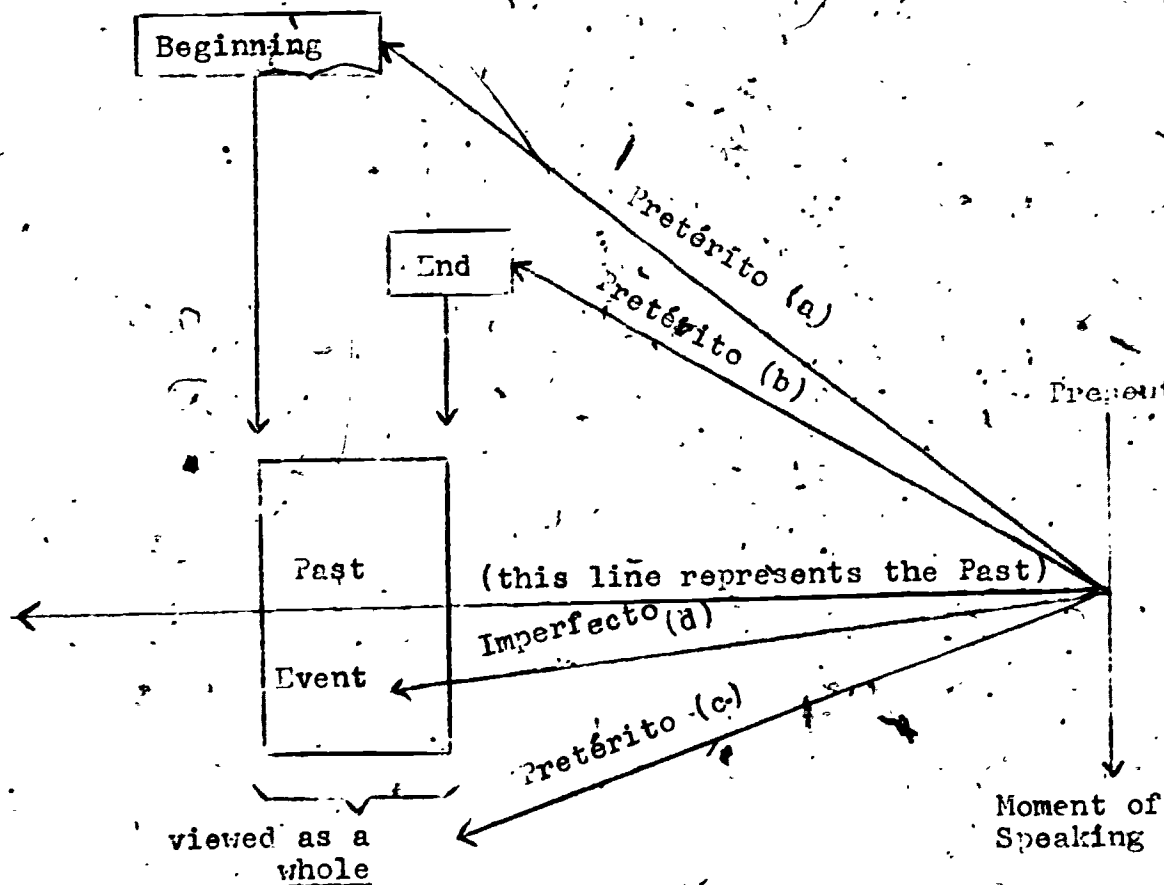 Beginning
Pretérito (a)
End
Pretérito (b)
Present
Past
(this line represents the Past)
Imperfecto (d)
Event
Pretérito (c)
Moment of
Speaking
viewed as a
whole